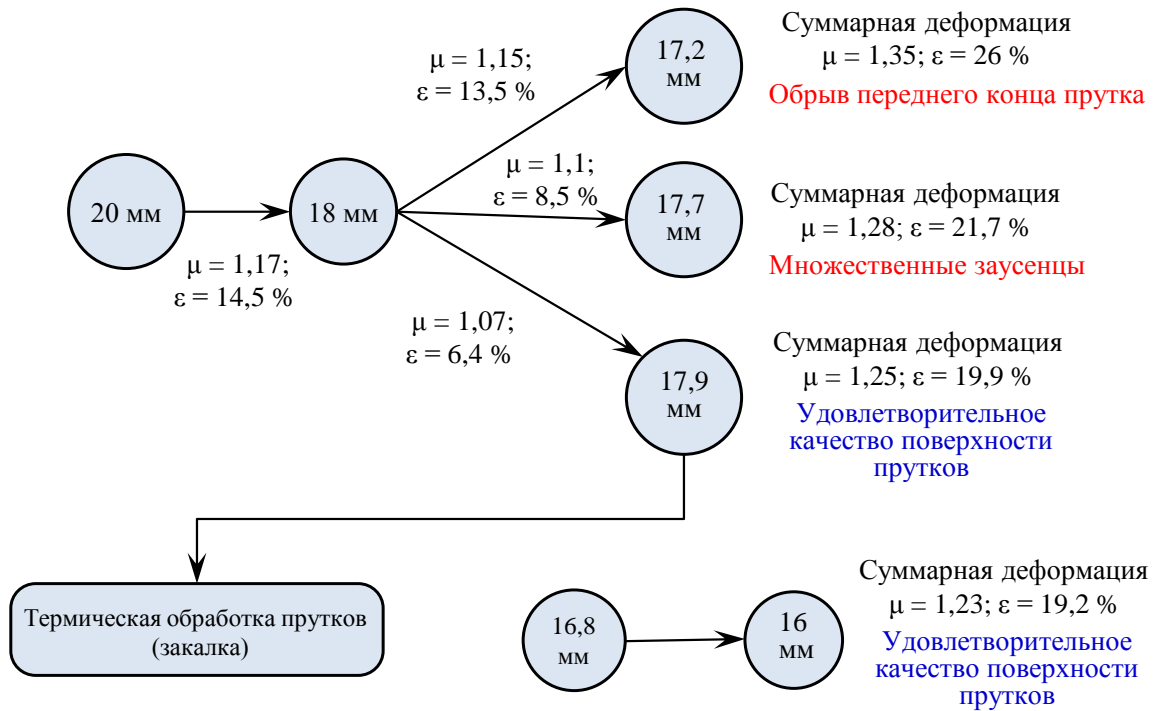 μ = 1,15;
ε = 13,5 %
17,2
мм
Суммарная деформация
μ = 1,35; ε = 26 %
Обрыв переднего конца прутка
20 мм
18 мм
μ = 1,17;
ε = 14,5 %
μ = 1,1;
ε = 8,5 %
17,7
мм
Суммарная деформация
μ = 1,28; ε = 21,7 %
Множественные заусенцы
μ = 1,07;
ε = 6,4 %
17,9
мм
Суммарная деформация
μ = 1,25; ε = 19,9 %
Удовлетворительное
качество поверхности
прутков
Термическая обработка прутков
(закалка)
16,8
мм
16
мм
Суммарная деформация
μ = 1,23; ε = 19,2 %
Удовлетворительное
качество поверхности
прутков